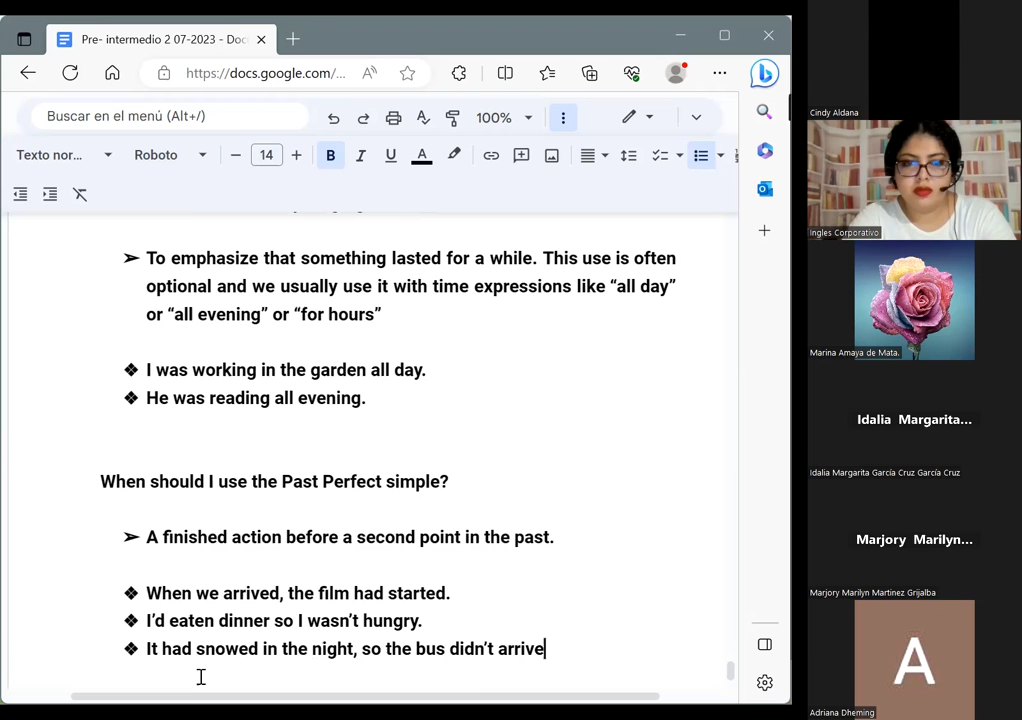 Pre- intermedio 2 07-2023 - Doc
https://docs.google.com/...
Buscar en el menú (Alt+/)
100%
Texto nor...
Roboto
14
B
I
U
A
➢ To emphasize that something lasted for a while. This use is often
optional and we usually use it with time expressions like “all day”
or “all evening” or “for hours”
❖ I was working in the garden all day.
❖ He was reading all evening.
When should I use the Past Perfect simple?
➢ A finished action before a second point in the past.
❖ When we arrived, the film had started.
❖ I’d eaten dinner so I wasn’t hungry.
❖ It had snowed in the night, so the bus didn’t arrive
Cindy Aldana
Ingles Corporativo
Marina Amaya de Mata.
Idalia Margarita...
Idalia Margarita García Cruz García Cruz
Marjory Marilyn...
Marjory Marilyn Martinez Grijalba
A
Adriana Dheming